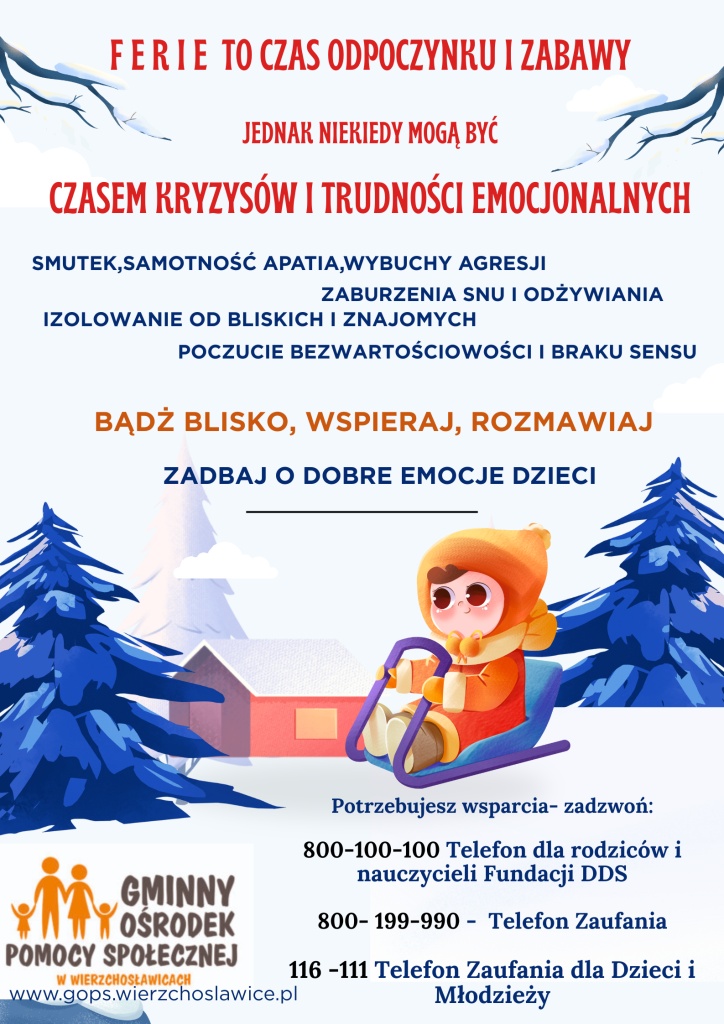 F E R I E TO CZAS ODPOCZYNKU I ZABAWY
JEDNAK NIEKIEDY MOGĄ BYĆ
CZASEM KRYZYSÓW I TRUDNOŚCI EMOCJONALNYCH
SMUTEK,SAMOTNOŚĆ APATIA,WYBUCHY AGRESJI
ZABURZENIA SNU I ODŻYWIANIA
IZOLOWANIE OD BLISKICH I ZNAJOMYCH
POCZUCIE BEZWARTOŚCIOWOŚCI I BRAKU SENSU
BĄDŹ BLISKO, WSPIERAJ, ROZMAWIAJ
ZADBAJ O DOBRE EMOCJE DZIECI
Potrzebujesz wsparcia- zadzwoń:
800-100-100 Telefon dla rodziców i
nauczycieli Fundacji DDS
800- 199-990 - Telefon Zaufania
116 -111 Telefon Zaufania dla Dzieci i
Młodzieży
GMINNY
OŚRODEK
POMOCY SPOŁECZNEJ
W WIERZCHOSŁAWICACH
www.gops.wierzchoslawice.pl